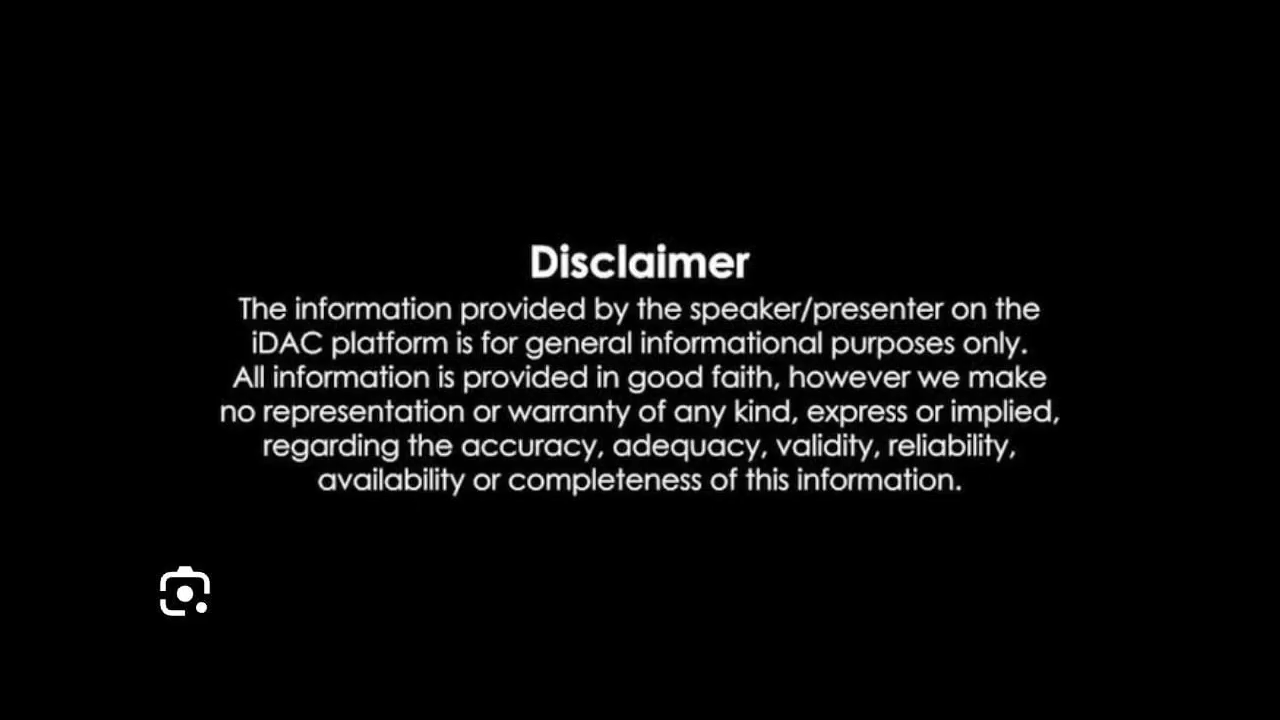 Disclaimer
The information provided by the speaker/presenter on the
iDAC platform is for general informational purposes only.
All information is provided in good faith, however we make
no representation or warranty of any kind, express or implied,
regarding the accuracy, adequacy, validity, reliability,
availability or completeness of this information.